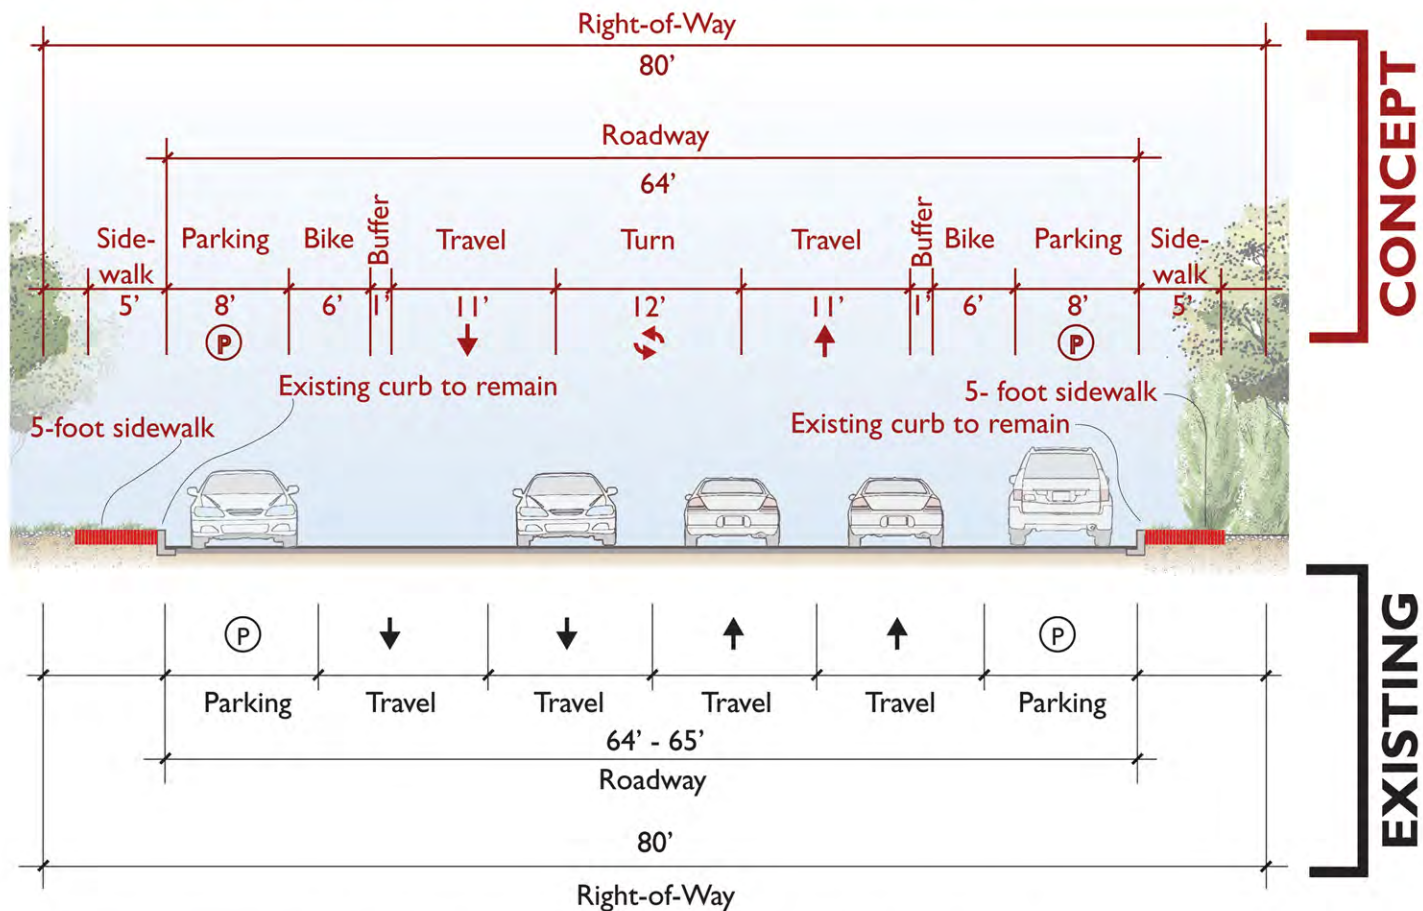 Right-of-Way
80’
Roadway
64’
Side-
walk
Parking
Bike
Buffer
Travel
Turn
Travel
Buffer
Bike
Parking
Side-
walk
5’ 8’ 6’ 1’ 11’ 12’ 11’ 1’ 6’ 8’ 5’
P P
Existing curb to remain
5-foot sidewalk
5- foot sidewalk
Existing curb to remain
CONCEPT
P P
Parking Travel Travel Travel Travel Parking
64’ - 65’
Roadway
80’
Right-of-Way
EXISTING